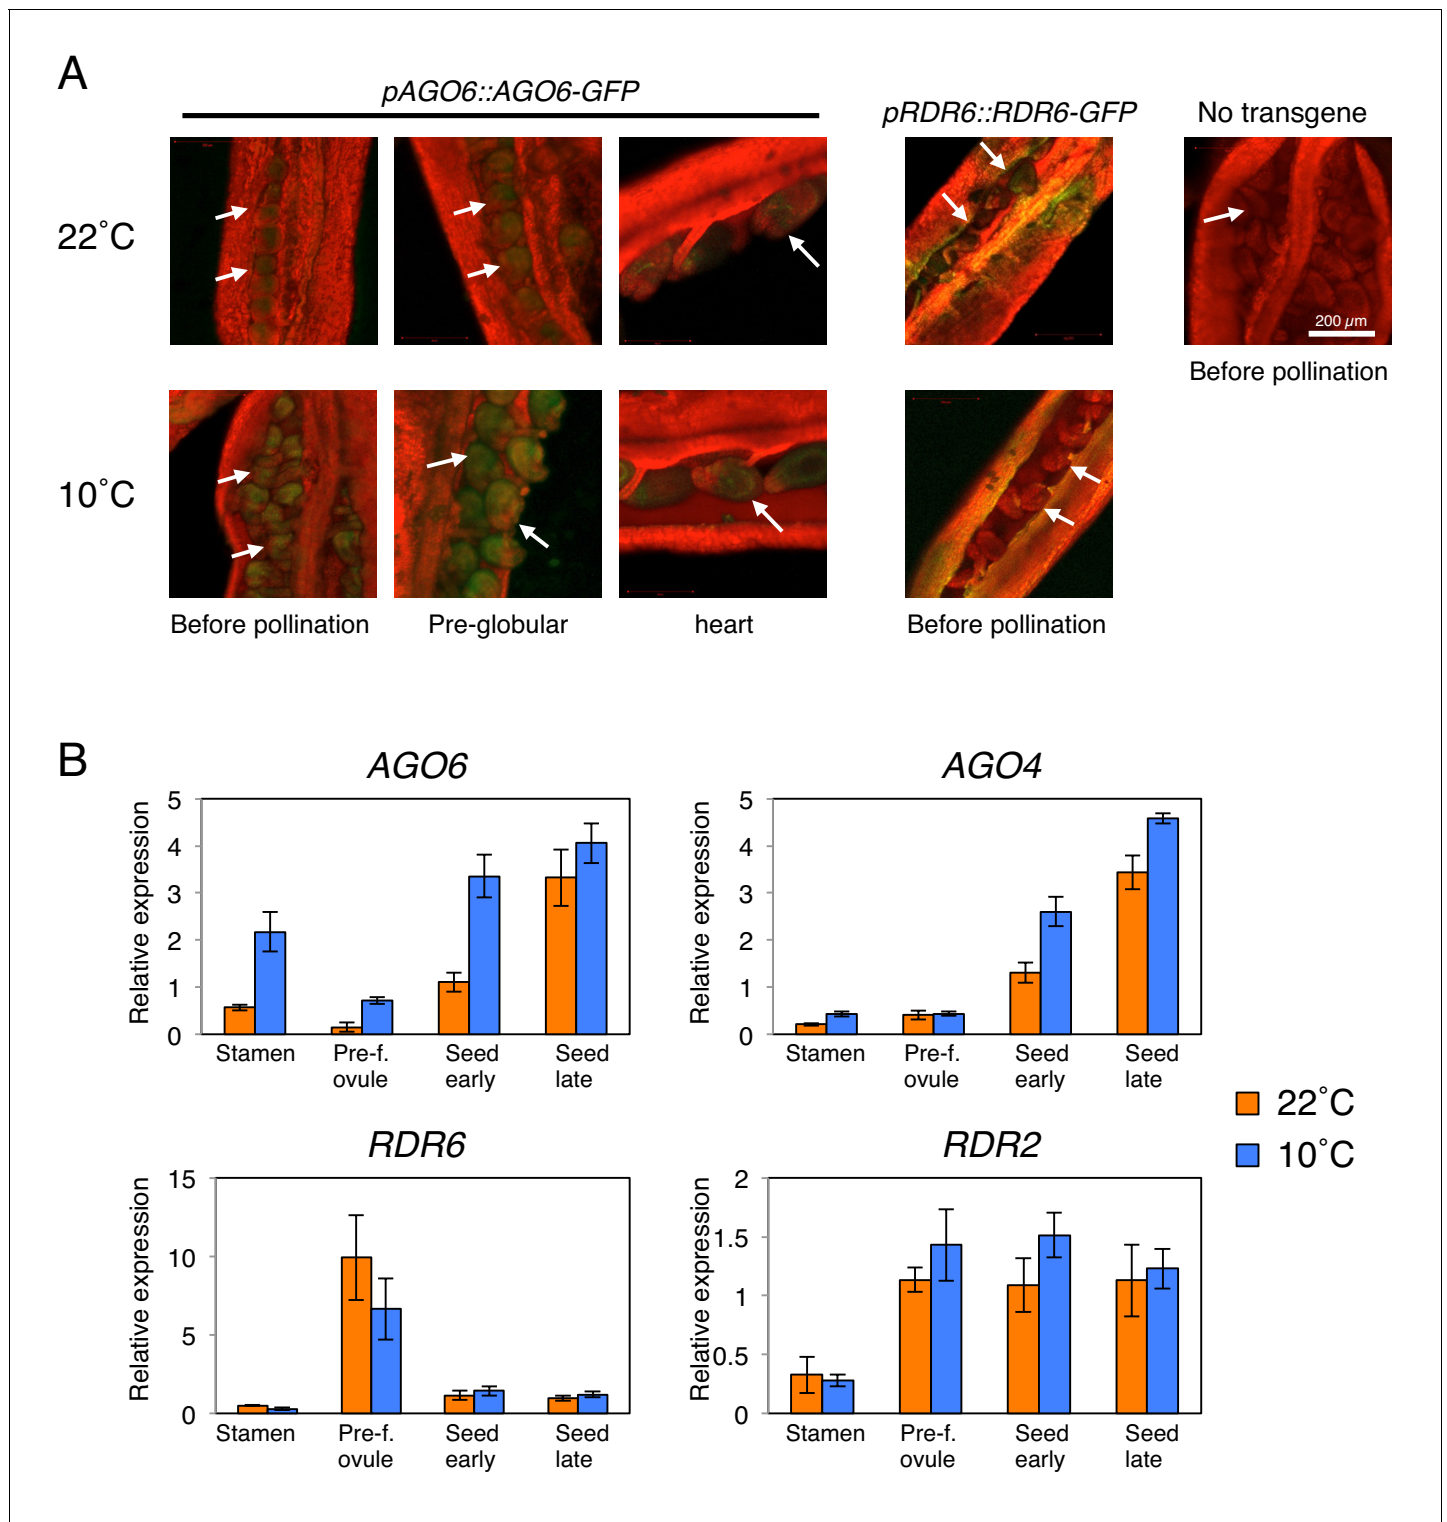 A
pAGO6::AGO6-GFP
pRDR6::RDR6-GFP
No transgene
22˚C
200 µm
Before pollination
10˚C
Before pollination
Pre-globular
heart
Before pollination
B
AGO6
Relative expression
5
4
3
2
1
0
Stamen
Pre-f. ovule
Seed early
Seed late
AGO4
Relative expression
5
4
3
2
1
0
Stamen
Pre-f. ovule
Seed early
Seed late
22˚C
10˚C
RDR6
Relative expression
15
10
5
0
Stamen
Pre-f. ovule
Seed early
Seed late
RDR2
Relative expression
2
1.5
1
0.5
0
Stamen
Pre-f. ovule
Seed early
Seed late